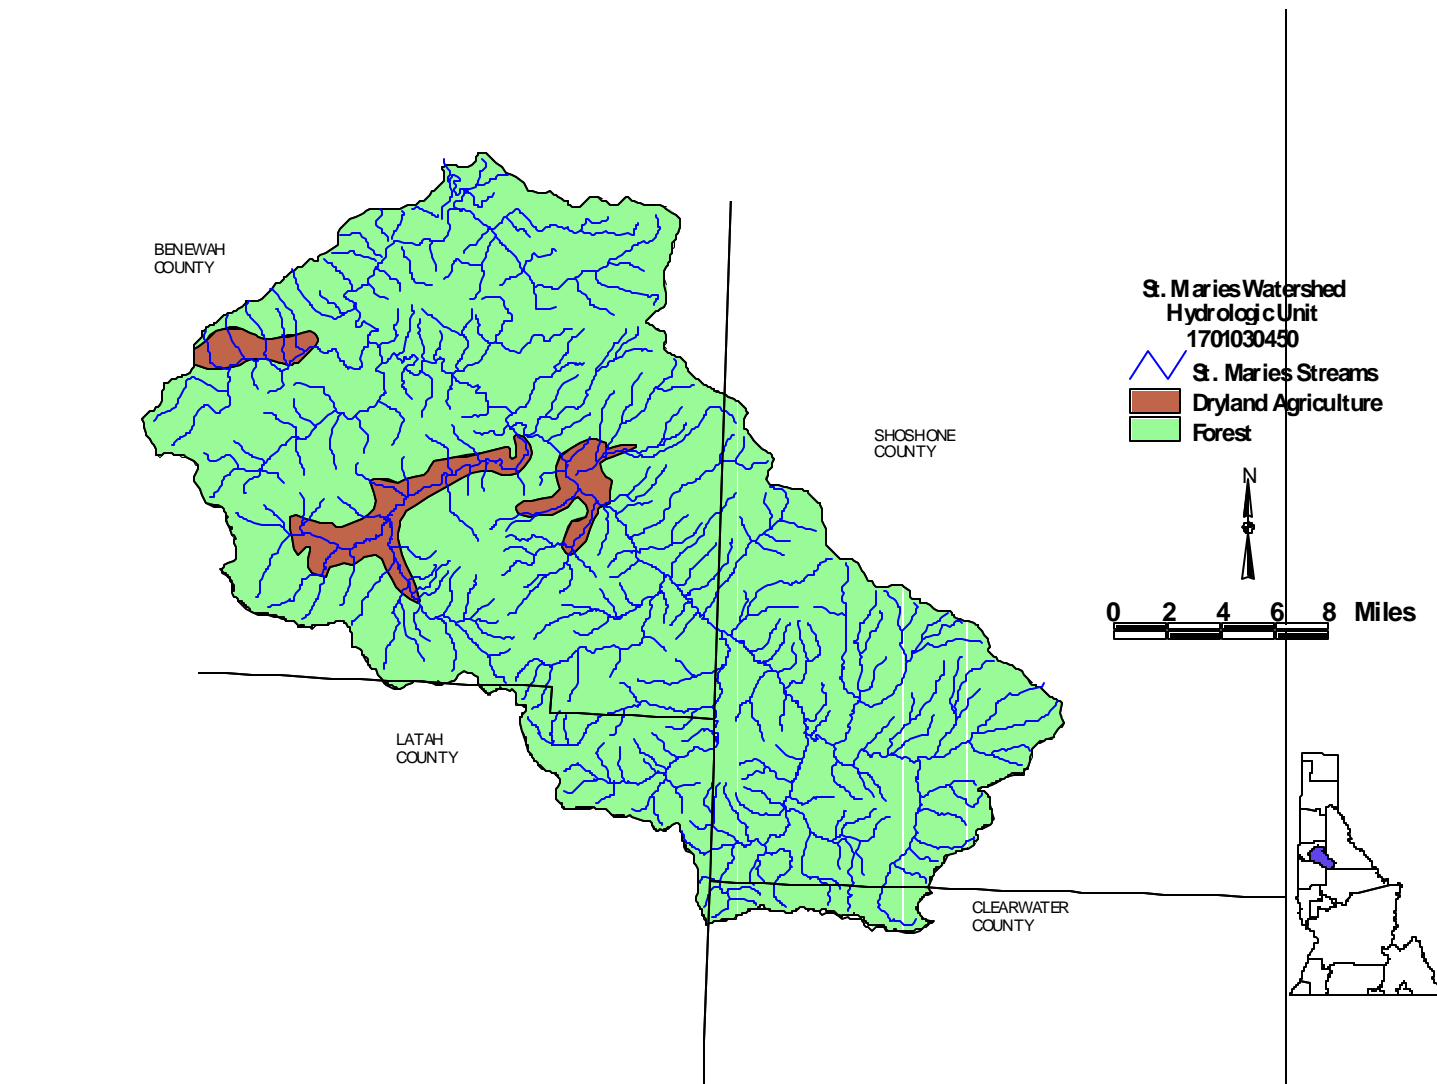 BENEWAH
COUNTY
St. Maries Watershed
Hydrologic Unit
1701030450
St. Maries Streams
Dryland Agriculture
Forest
SHOSHONE
COUNTY
N
0 2 4 6 8 Miles
LATAH
COUNTY
CLEARWATER
COUNTY